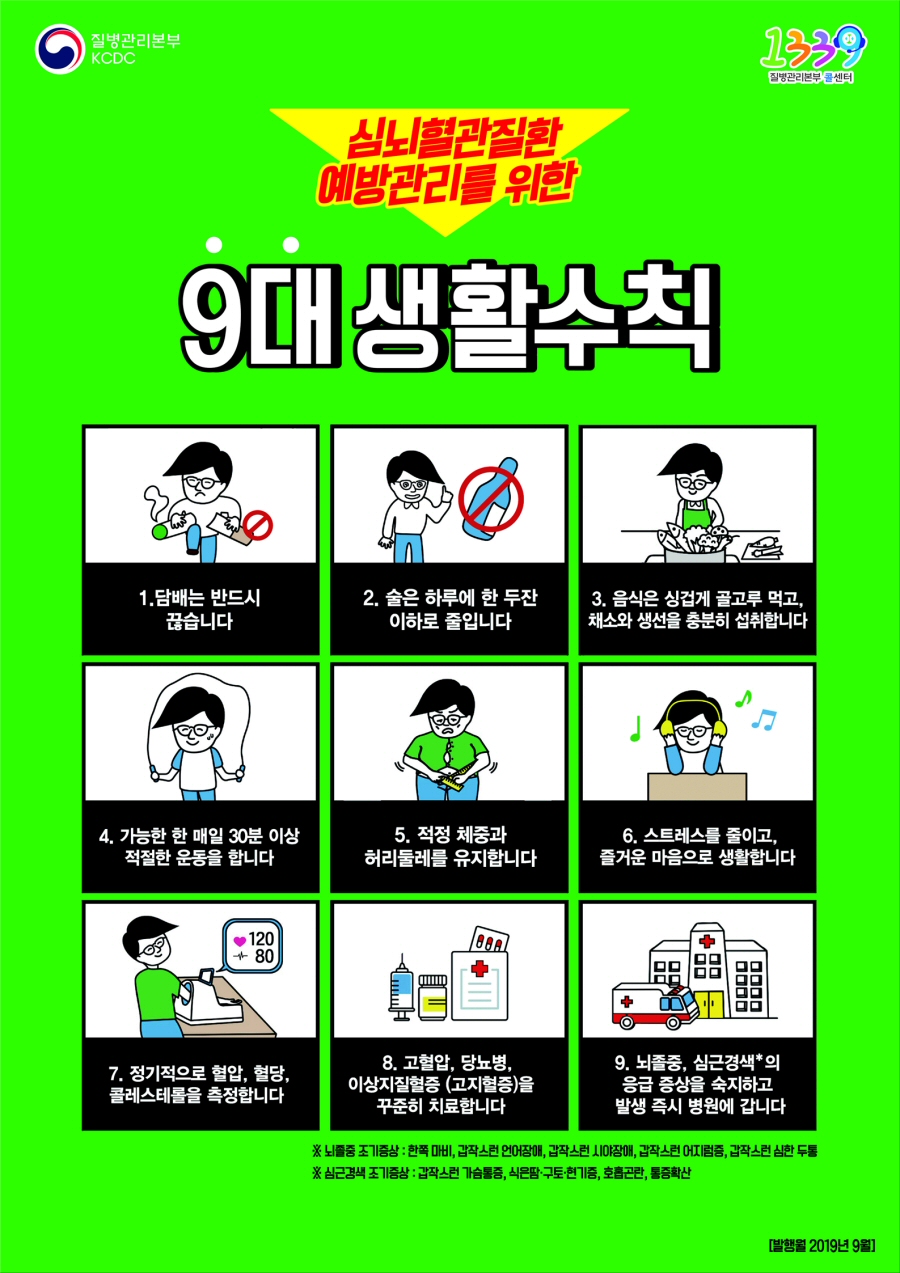 질병관리본부
KCDC
1339
질병관리본부 콜센터
심뇌혈관질환
예방관리를 위한
9대 생활수칙
1.담배는 반드시
끊습니다
2. 술은 하루에 한 두잔
이하로 줄입니다
3. 음식은 싱겁게 골고루 먹고,
채소와 생선을 충분히 섭취합니다
4. 가능한 한 매일 30분 이상
적절한 운동을 합니다
5. 적정 체중과
허리둘레를 유지합니다
6. 스트레스를 줄이고,
즐거운 마음으로 생활합니다
120
80
7. 정기적으로 혈압, 혈당,
콜레스테롤을 측정합니다
8. 고혈압, 당뇨병,
이상지질혈증 (고지혈증)을
꾸준히 치료합니다
9. 뇌졸중, 심근경색*의
응급 증상을 숙지하고
발생 즉시 병원에 갑니다
※ 뇌졸중 조기증상 : 한쪽 마비, 갑작스런 언어장애, 갑작스런 시야장애, 갑작스런 어지럼증, 갑작스런 심한 두통
※ 심근경색 조기증상 : 갑작스런 가슴통증, 식은땀·구토·현기증, 호흡곤란, 통증확산
[발행월 2019년 9월]